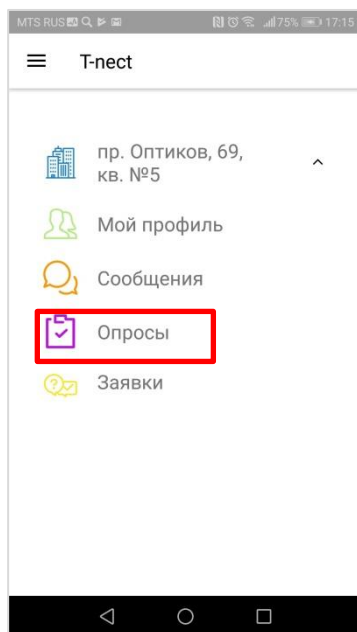 MTS RUS 75% 17:15
T-nect
пр. Оптиков, 69,
кв. №5
Мой профиль
Сообщения
Опросы
Заявки